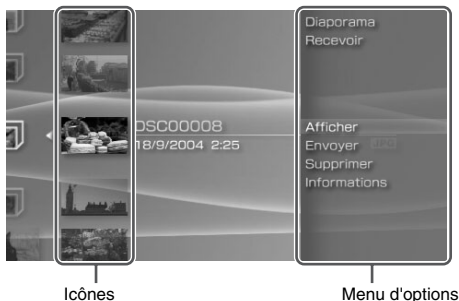 Diaporama
Recevoir
DSC00008
18/9/2004 2:25
Afficher
Envoyer
Supprimer
Informations
Icônes
Menu d'options